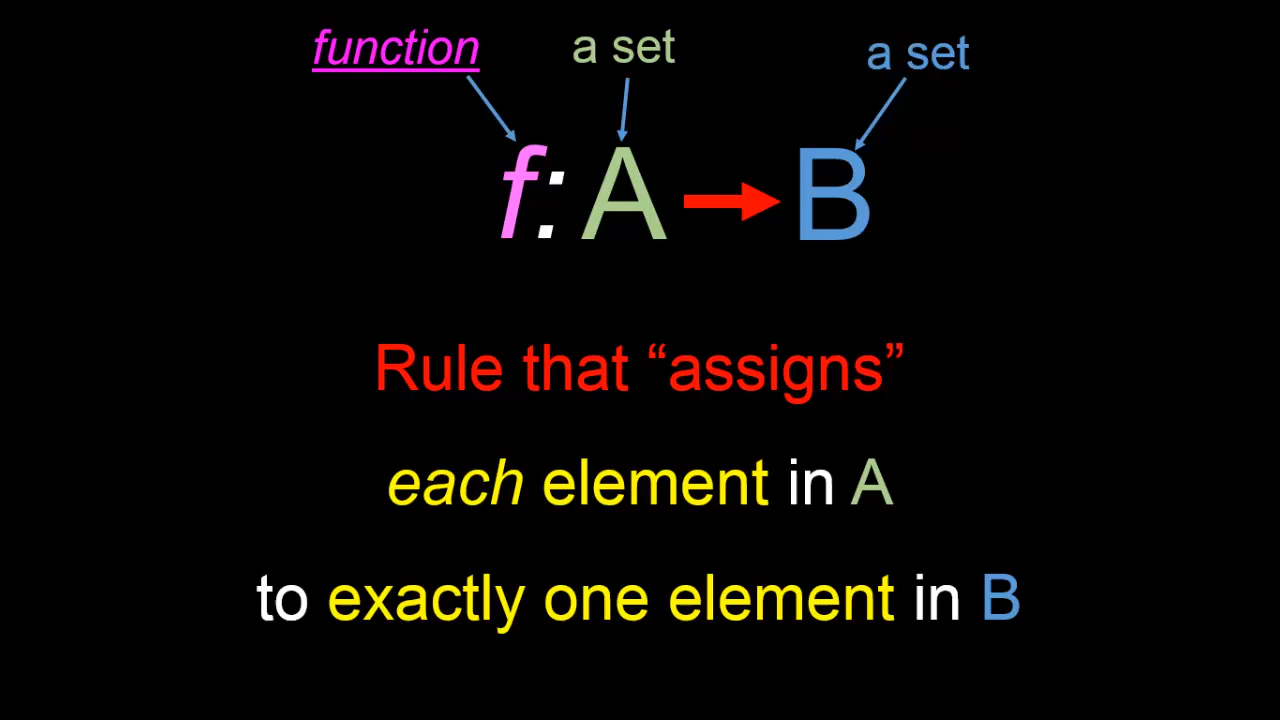 function a set a set
f: A → B
Rule that “assigns”
each element in A
to exactly one element in B